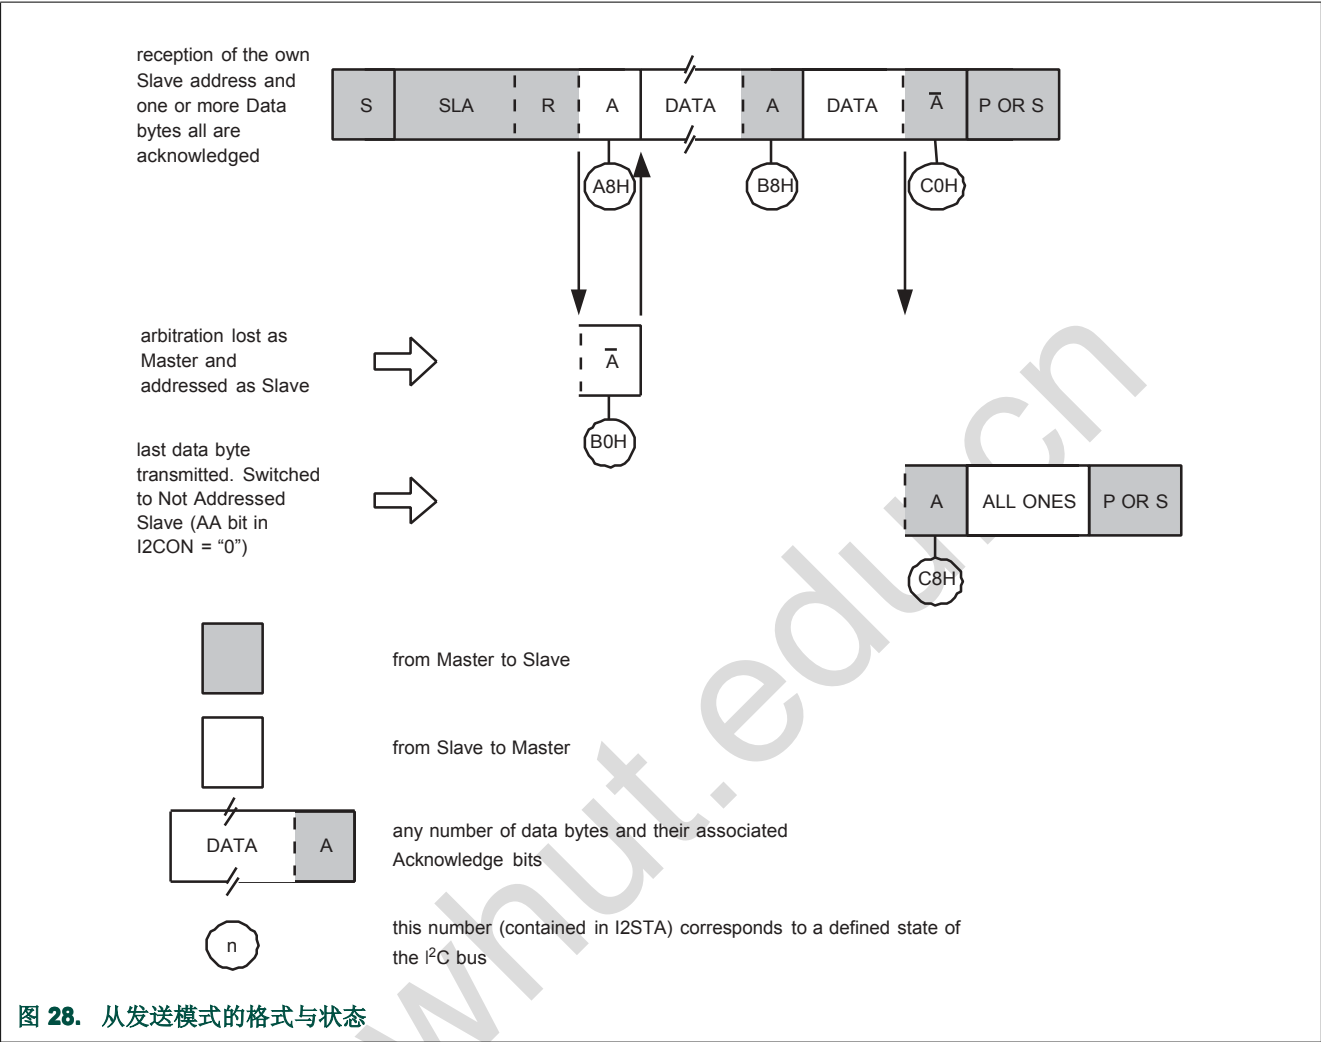 reception of the own
Slave address and
one or more Data
bytes all are
acknowledged
S SLA R A DATA A DATA A̅ P OR S
A8H B8H C0H
arbitration lost as
Master and
addressed as Slave
A̅
B0H
last data byte
transmitted. Switched
to Not Addressed
Slave (AA bit in
I2CON = “0”)
A ALL ONES P OR S
C8H
from Master to Slave
from Slave to Master
DATA A
any number of data bytes and their associated
Acknowledge bits
n
this number (contained in I2STA) corresponds to a defined state of
the I²C bus
图 28. 从发送模式的格式与状态
whut.edu.cn